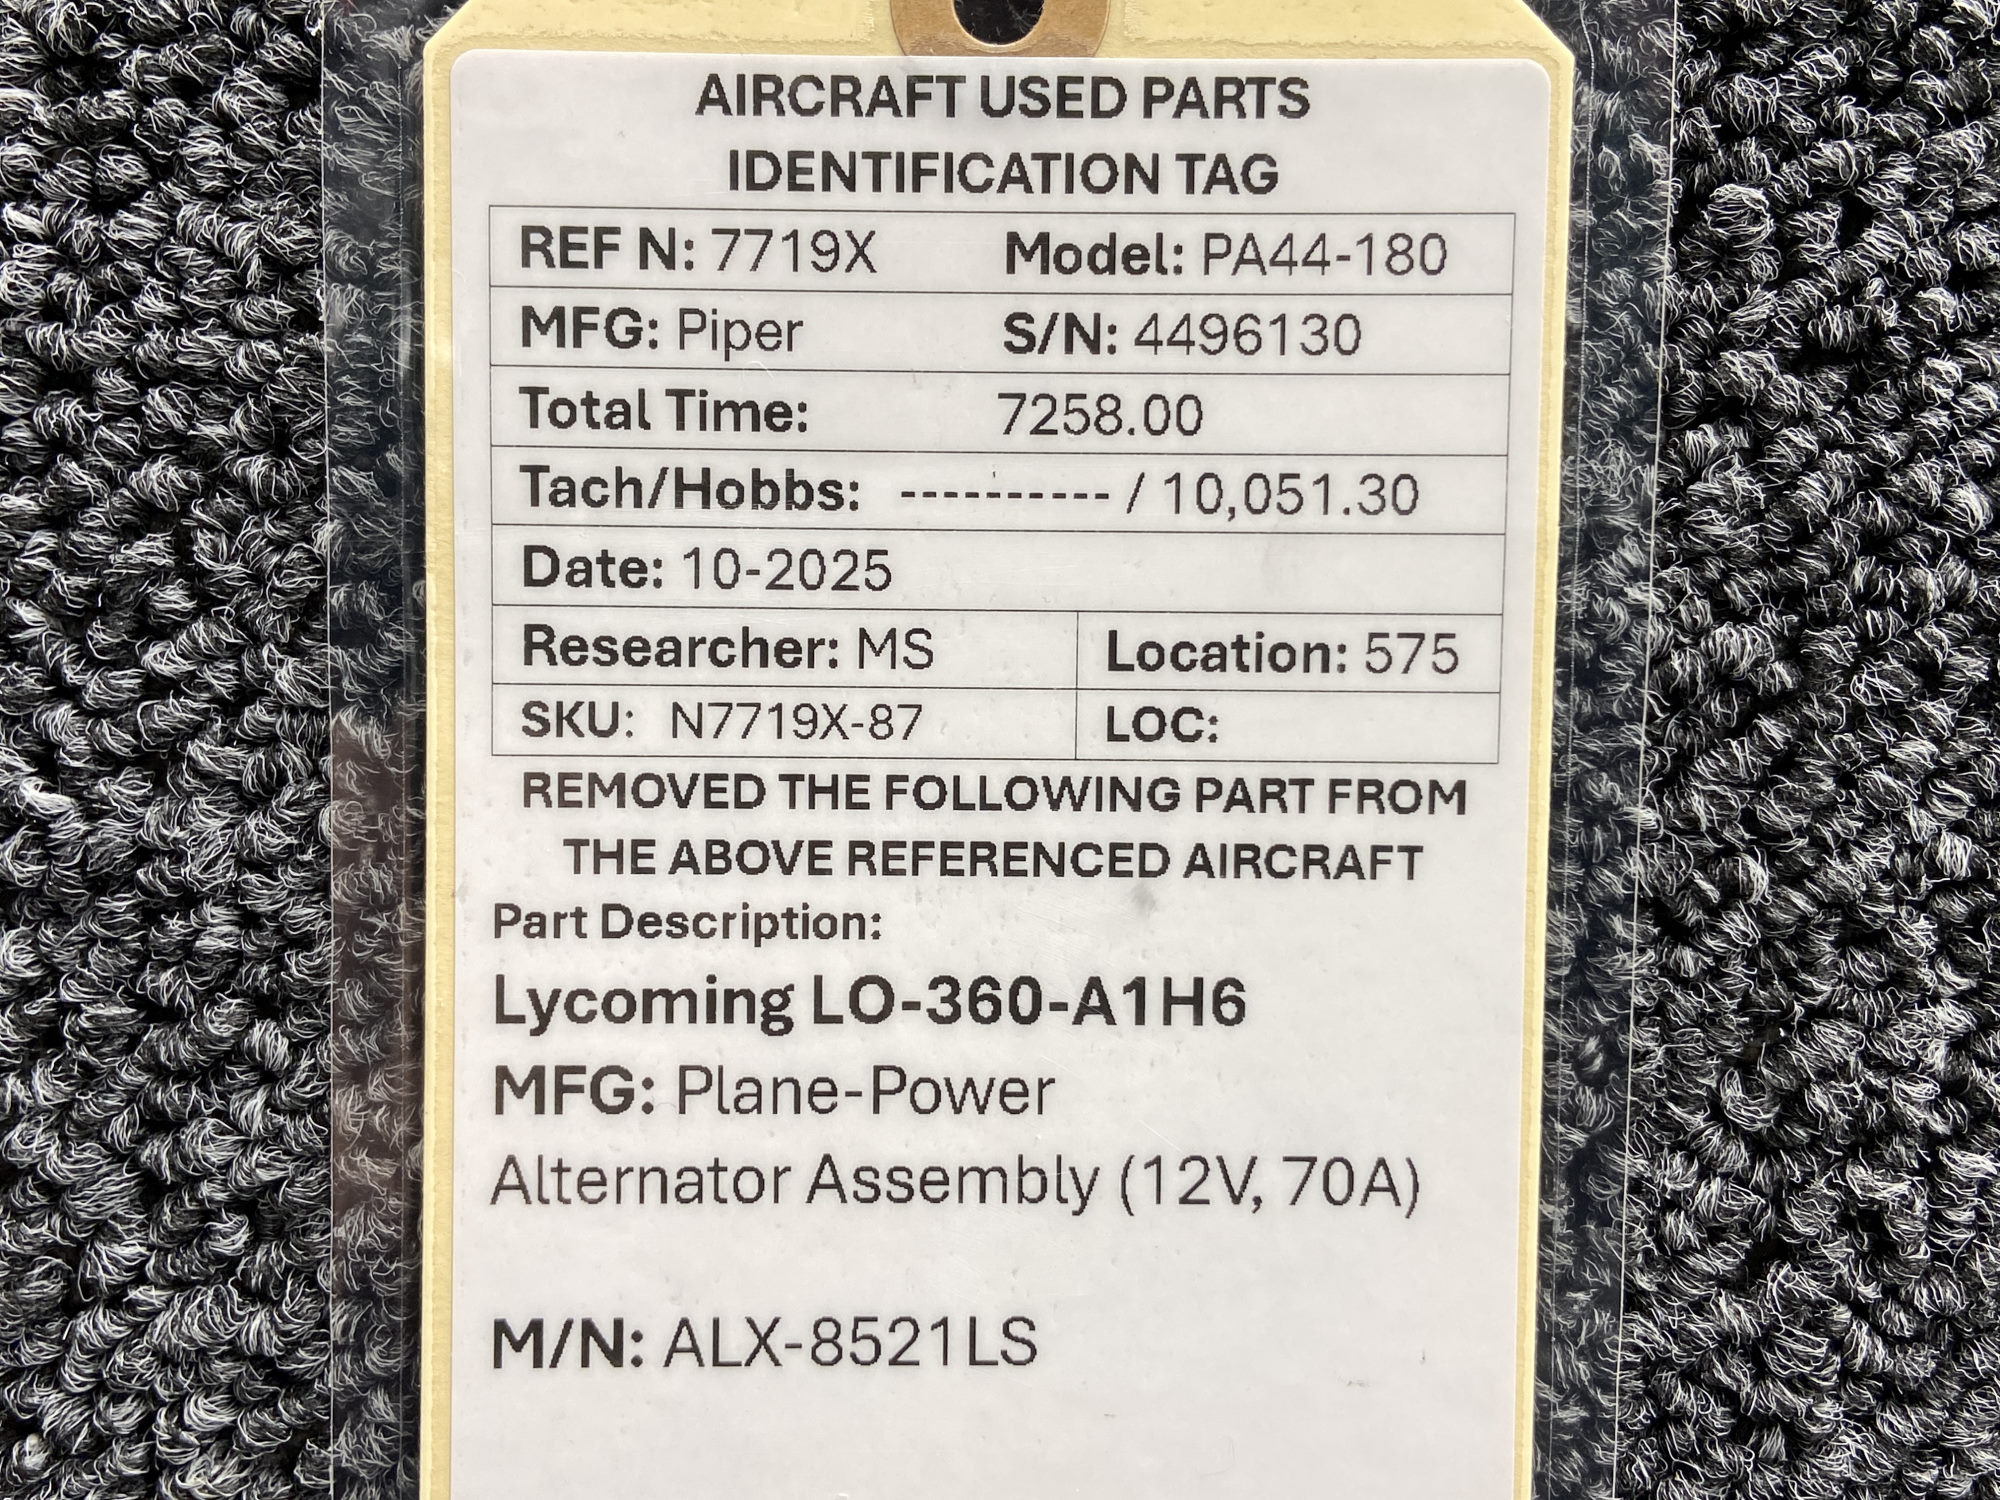 AIRCRAFT USED PARTS
IDENTIFICATION TAG
REF N: 7719X Model: PA44-180
MFG: Piper S/N: 4496130
Total Time: 7258.00
Tach/Hobbs: ---------- / 10,051.30
Date: 10-2025
Researcher: MS Location: 575
SKU: N7719X-87 LOC:
REMOVED THE FOLLOWING PART FROM
THE ABOVE REFERENCED AIRCRAFT
Part Description:
Lycoming LO-360-A1H6
MFG: Plane-Power
Alternator Assembly (12V, 70A)
M/N: ALX-8521LS